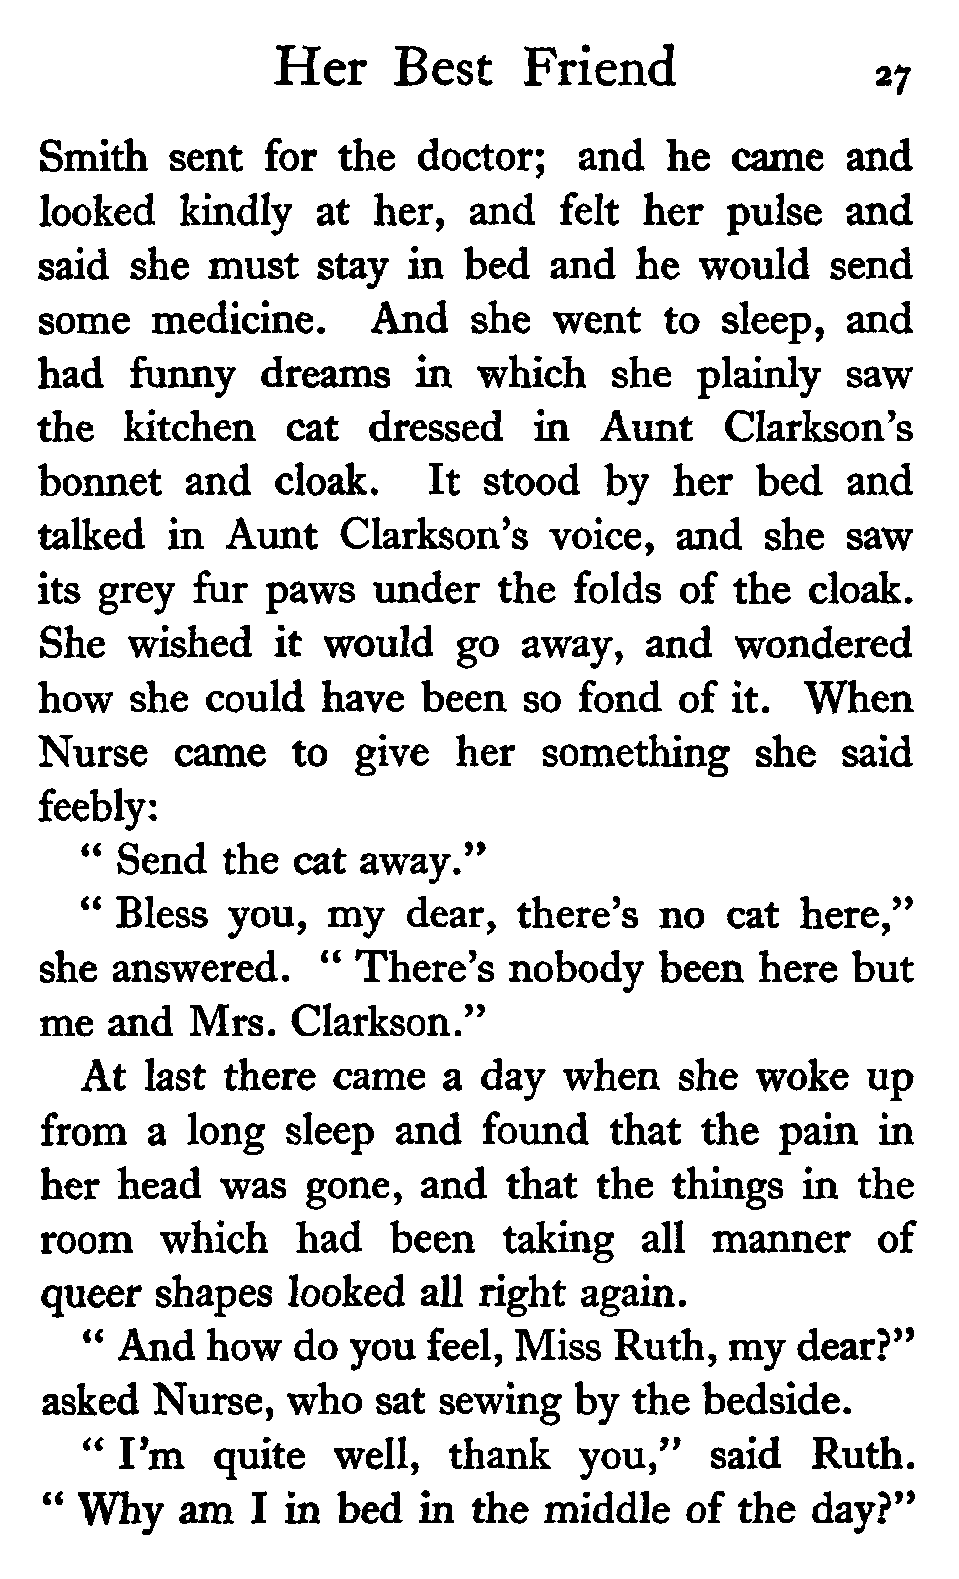 Her Best Friend 27
Smith sent for the doctor; and he came and
looked kindly at her, and felt her pulse and
said she must stay in bed and he would send
some medicine. And she went to sleep, and
had funny dreams in which she plainly saw
the kitchen cat dressed in Aunt Clarkson's
bonnet and cloak. It stood by her bed and
talked in Aunt Clarkson's voice, and she saw
its grey fur paws under the folds of the cloak.
She wished it would go away, and wondered
how she could have been so fond of it. When
Nurse came to give her something she said
feebly:
" Send the cat away."
" Bless you, my dear, there's no cat here,"
she answered. " There's nobody been here but
me and Mrs. Clarkson."
At last there came a day when she woke up
from a long sleep and found that the pain in
her head was gone, and that the things in the
room which had been taking all manner of
queer shapes looked all right again.
" And how do you feel, Miss Ruth, my dear?"
asked Nurse, who sat sewing by the bedside.
" I'm quite well, thank you," said Ruth.
" Why am I in bed in the middle of the day?"